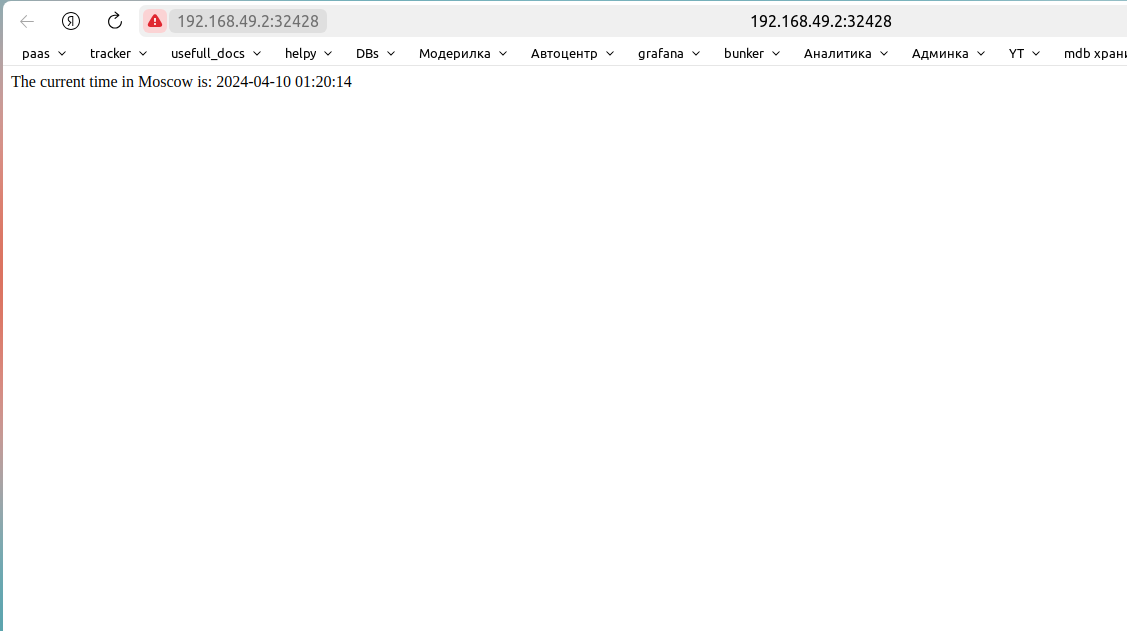 Я 192.168.49.2:32428 192.168.49.2:32428
paas tracker usefull_docs helpy DBs Модерилка Автоцентр grafana bunker Аналитика Админка YT mdb храни
The current time in Moscow is: 2024-04-10 01:20:14